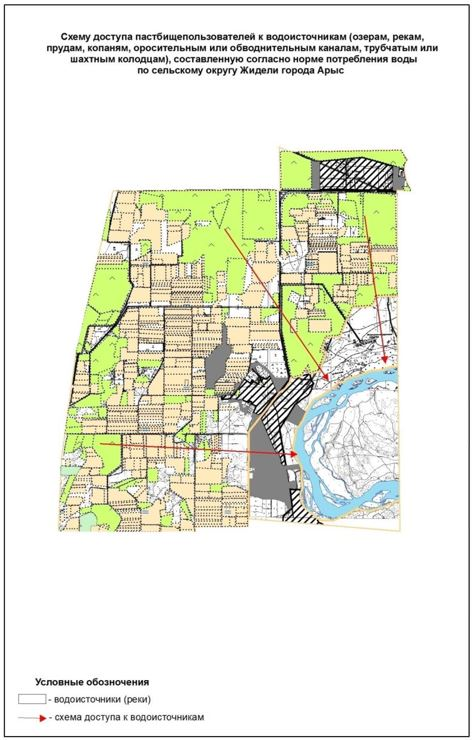 Схему доступа пастбищепользователей к водоисточникам (озерам, рекам,
прудам, копаням, оросительным или обводнительным каналам, трубчатым или
шахтным колодцам), составленную согласно норме потребления воды
по сельскому округу Жидели города Арыс
Условные обозночения
- водоисточники (реки)
- схема доступа к водоисточникам